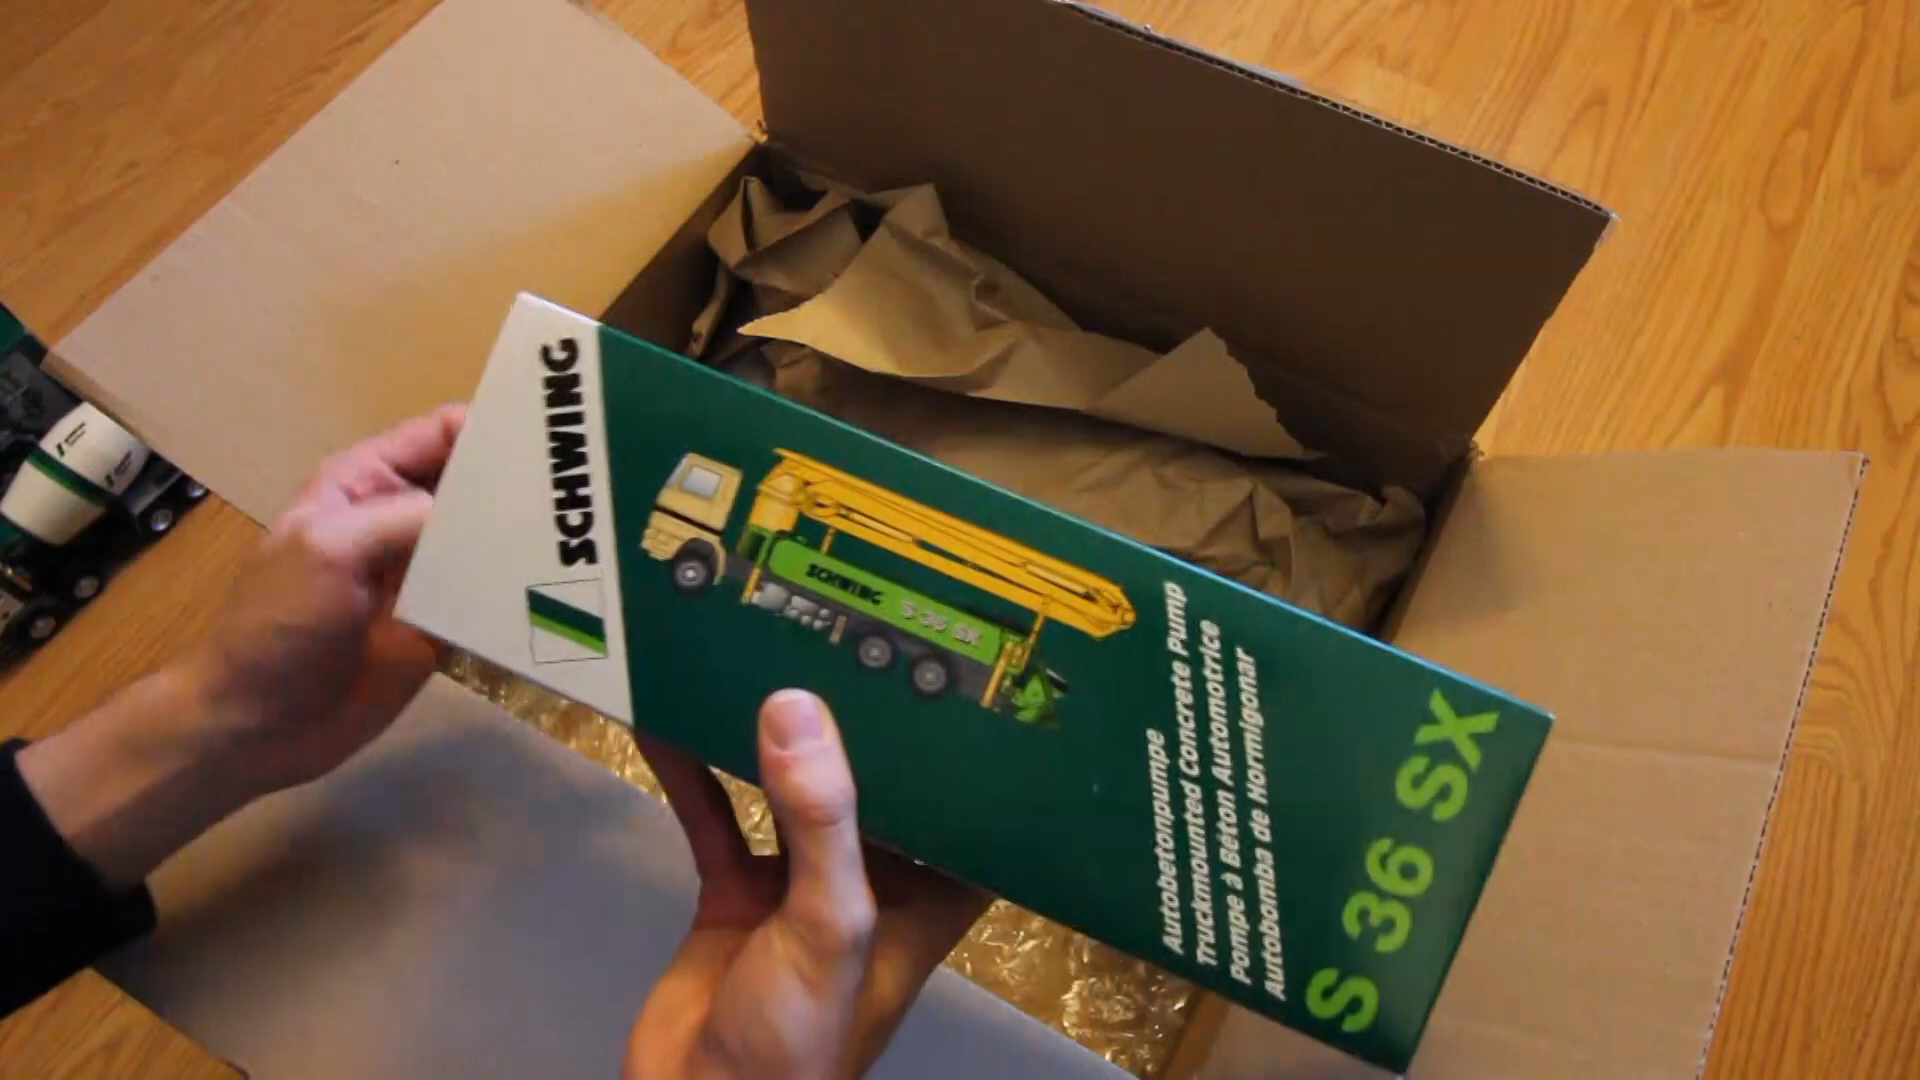 SCHWING
SCHWING S 36 SX
Autobetonpumpe
Truckmounted Concrete Pump
Pompe à Béton Automotrice
Autobomba de Hormigonar
S 36 SX